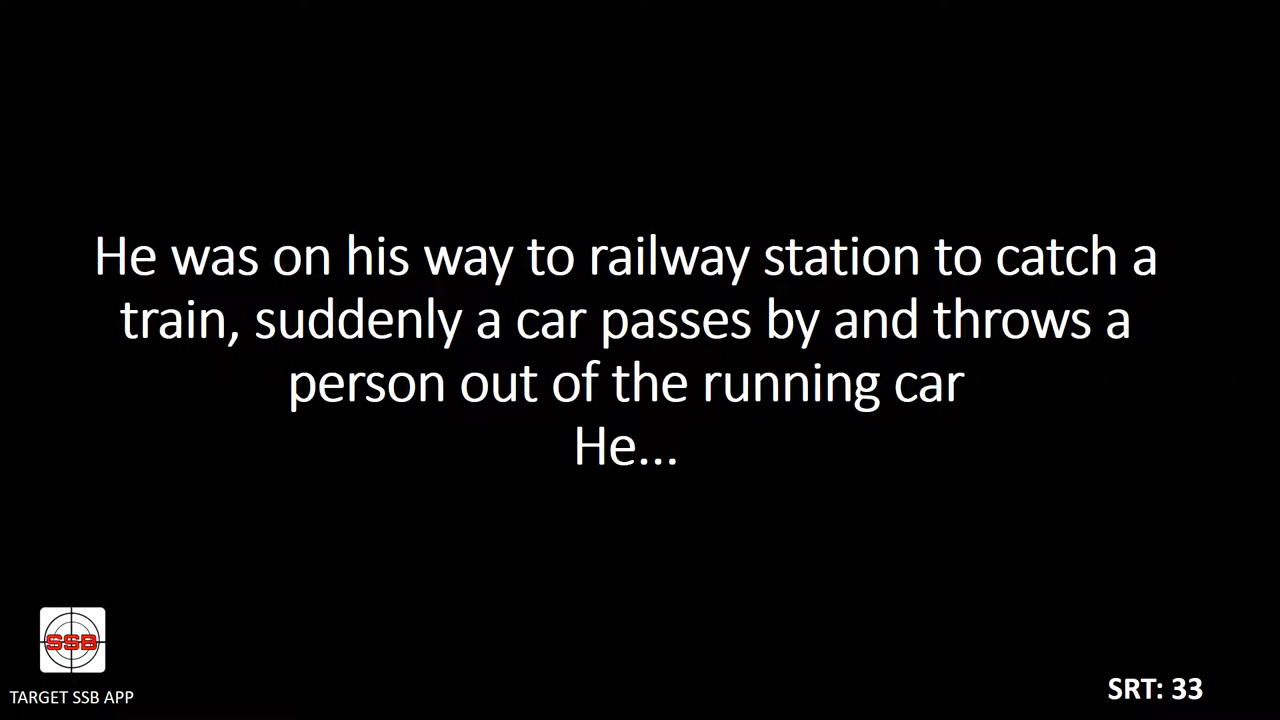 He was on his way to railway station to catch a
train, suddenly a car passes by and throws a
person out of the running car
He...
SSB
TARGET SSB APP
SRT: 33